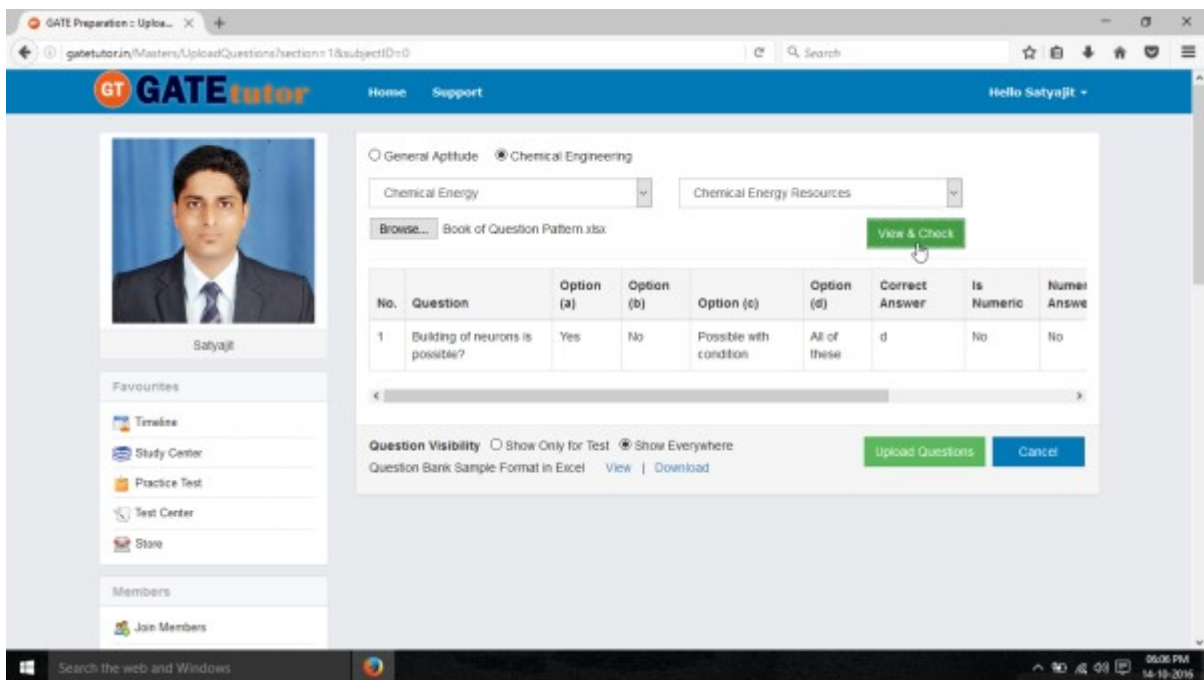 GATE Preparation :: Uploa...
gatetutor.in/Masters/UploadQuestions?section=1&subjectID=0
Search
GT GATEtutor
Home Support
Hello Satyajit
Satyajit
Favourites
Timeline
Study Center
Practice Test
Test Center
Store
Members
Join Members
General Aptitude Chemical Engineering
Chemical Energy Chemical Energy Resources
Browse... Book of Question Pattern.xlsx View & Check
No. Question Option (a) Option (b) Option (c) Option (d) Correct Answer Is Numeric Numer Answe
1 Building of neurons is possible? Yes No Possible with condition All of these d No No
Question Visibility Show Only for Test Show Everywhere
Question Bank Sample Format in Excel View | Download
Upload Questions Cancel
Search the web and Windows
06:06 PM
14-10-2016